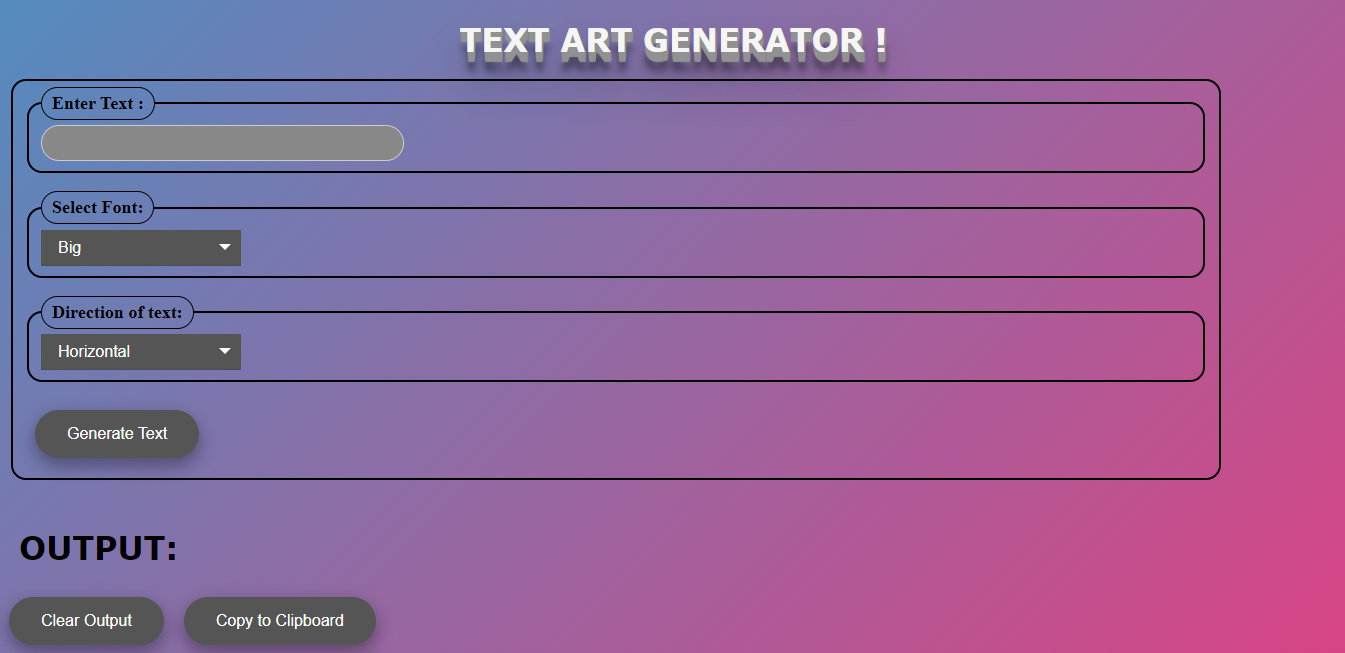 TEXT ART GENERATOR !
Enter Text :
Select Font:
Big
Direction of text:
Horizontal
Generate Text
OUTPUT:
Clear Output
Copy to Clipboard